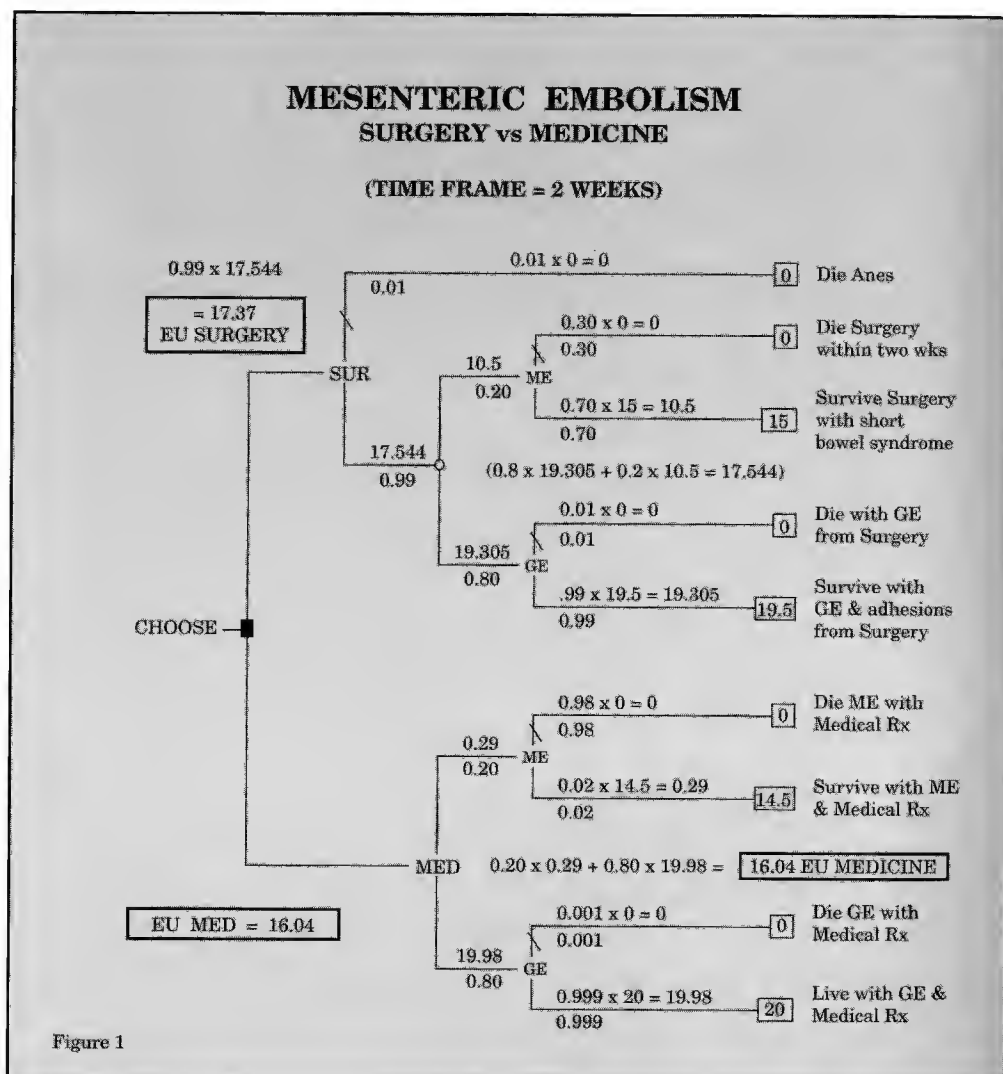 MESENTERIC EMBOLISM
SURGERY vs MEDICINE
(TIME FRAME = 2 WEEKS)
0.99 x 17.544
= 17.37
EU SURGERY
0.01 x 0 = 0
0.01
0
Die Anes
SUR
0.30 x 0 = 0
0.30
0
Die Surgery
within two wks
10.5
0.20
ME
0.70 x 15 = 10.5
0.70
15
Survive Surgery
with short
bowel syndrome
17.544
0.99
(0.8 x 19.305 + 0.2 x 10.5 = 17.544)
0.01 x 0 = 0
0.01
0
Die with GE
from Surgery
19.305
0.80
GE
.99 x 19.5 = 19.305
0.99
19.5
Survive with
GE & adhesions
from Surgery
CHOOSE
0.98 x 0 = 0
0.98
0
Die ME with
Medical Rx
0.29
0.20
ME
0.02 x 14.5 = 0.29
0.02
14.5
Survive with ME
& Medical Rx
MED
0.20 x 0.29 + 0.80 x 19.98 =
16.04 EU MEDICINE
EU MED = 16.04
0.001 x 0 = 0
0.001
0
Die GE with
Medical Rx
19.98
0.80
GE
0.999 x 20 = 19.98
0.999
20
Live with GE &
Medical Rx
Figure 1